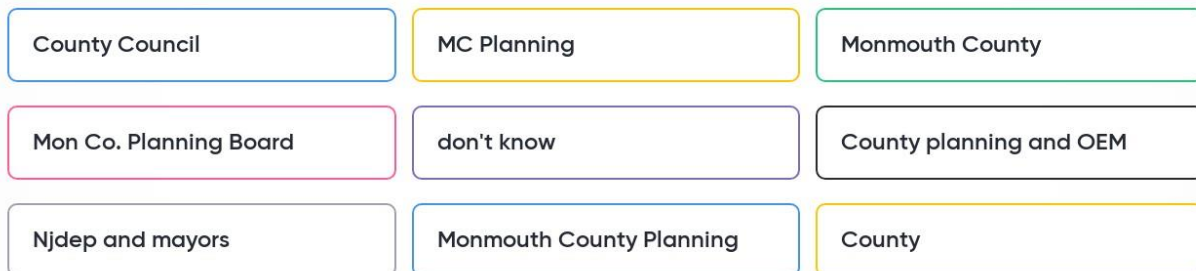 County Council
MC Planning
Monmouth County
Mon Co. Planning Board
don't know
County planning and OEM
Njdep and mayors
Monmouth County Planning
County